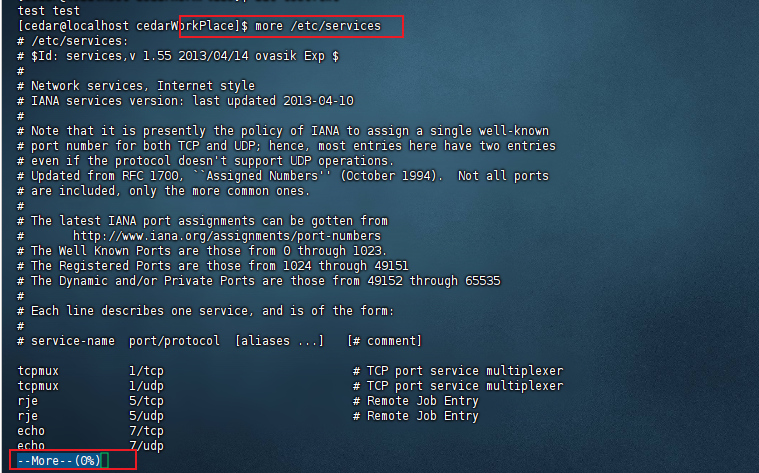 test test
[cedar@localhost cedarWorkPlace]$ more /etc/services
# /etc/services:
# $Id: services,v 1.55 2013/04/14 ovasik Exp $
#
# Network services, Internet style
# IANA services version: last updated 2013-04-10
#
# Note that it is presently the policy of IANA to assign a single well-known
# port number for both TCP and UDP; hence, most entries here have two entries
# even if the protocol doesn't support UDP operations.
# Updated from RFC 1700, ``Assigned Numbers'' (October 1994).  Not all ports
# are included, only the more common ones.
#
# The latest IANA port assignments can be gotten from
#       http://www.iana.org/assignments/port-numbers
# The Well Known Ports are those from 0 through 1023.
# The Registered Ports are those from 1024 through 49151
# The Dynamic and/or Private Ports are those from 49152 through 65535
#
# Each line describes one service, and is of the form:
#
# service-name  port/protocol  [aliases ...]   [# comment]
tcpmux          1/tcp                           # TCP port service multiplexer
tcpmux          1/udp                           # TCP port service multiplexer
rje             5/tcp                           # Remote Job Entry
rje             5/udp                           # Remote Job Entry
echo            7/tcp
echo            7/udp
--More--(0%)